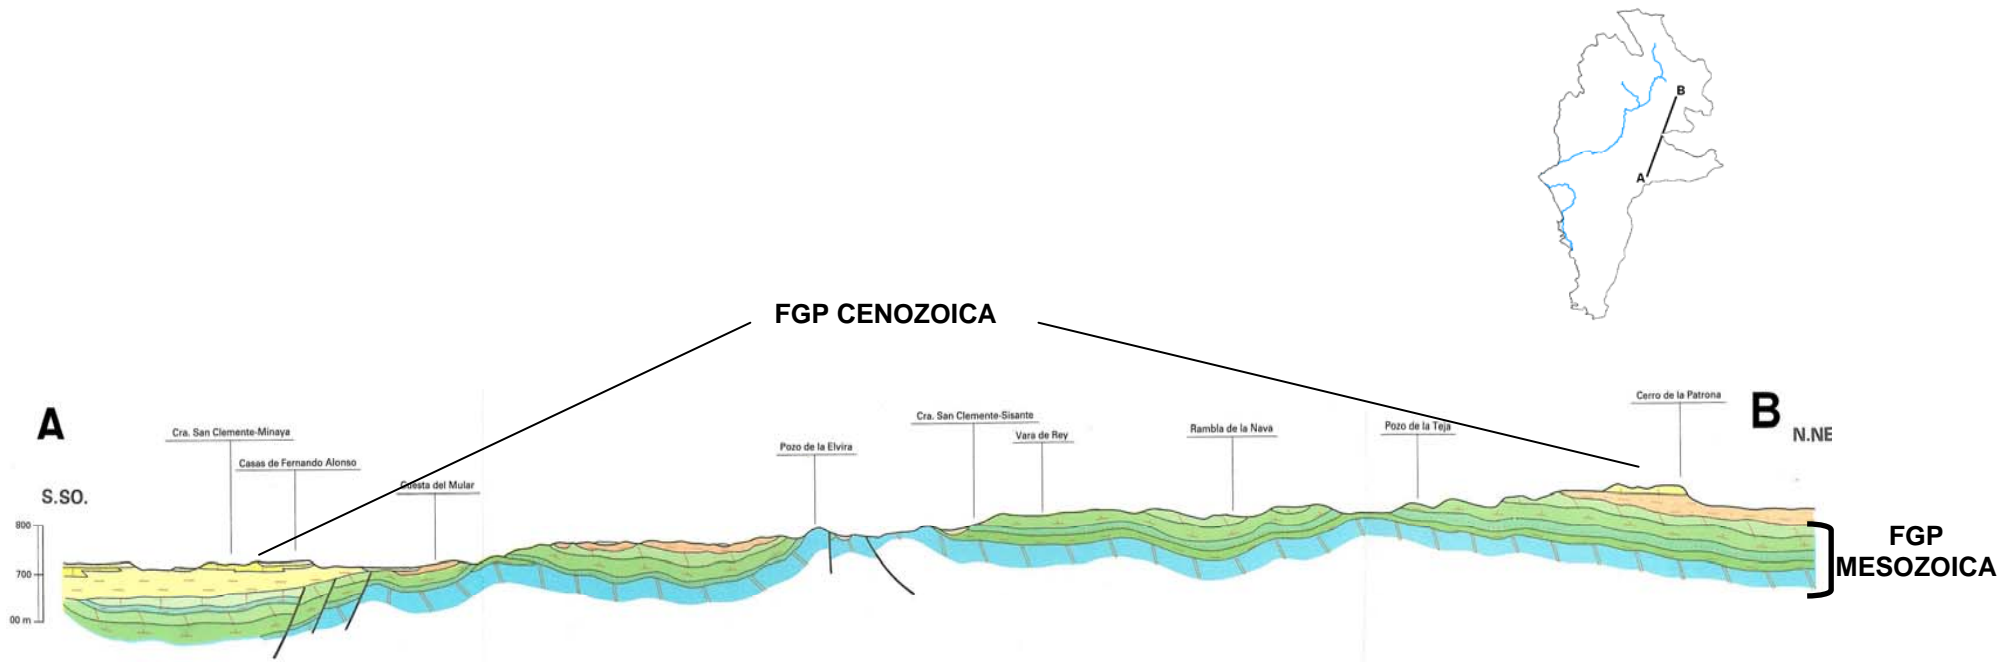 B
A
FGP CENOZOICA
A
Cra. San Clemente-Minaya
Casas de Fernando Alonso
Cuesta del Mular
Pozo de la Elvira
Cra. San Clemente-Sisante
Vara de Rey
Rambla de la Nava
Pozo de la Teja
Cerro de la Patrona
B
N.NE
S.SO.
800
700
00 m
FGP
MESOZOICA